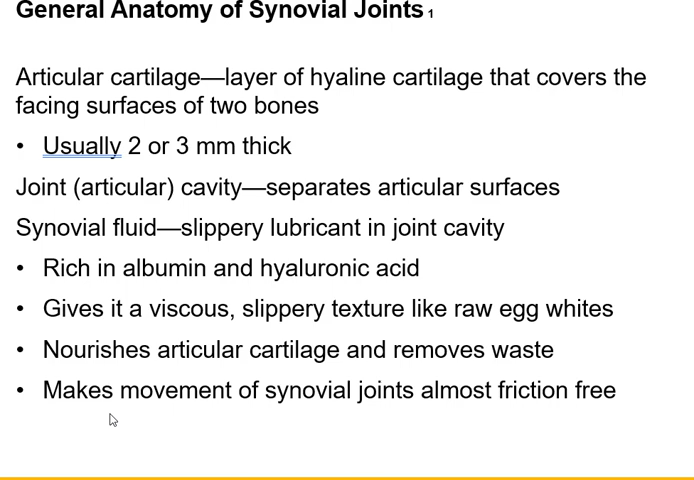 General Anatomy of Synovial Joints 1
Articular cartilage—layer of hyaline cartilage that covers the
facing surfaces of two bones
• Usually 2 or 3 mm thick
Joint (articular) cavity—separates articular surfaces
Synovial fluid—slippery lubricant in joint cavity
• Rich in albumin and hyaluronic acid
• Gives it a viscous, slippery texture like raw egg whites
• Nourishes articular cartilage and removes waste
• Makes movement of synovial joints almost friction free